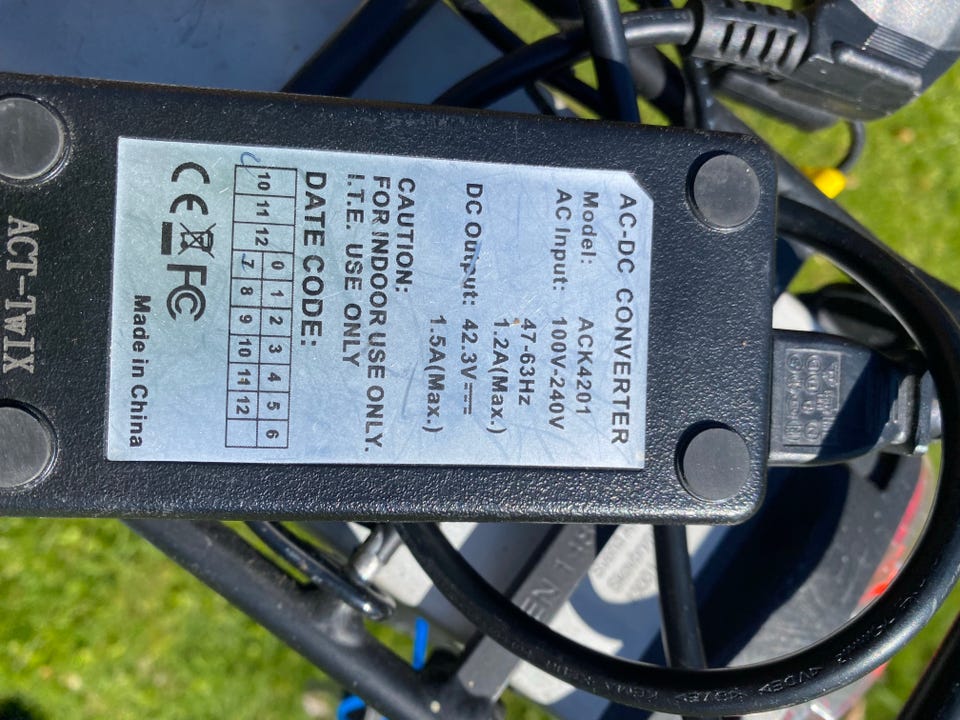 AC-DC CONVERTER
Model: ACK4201
AC Input: 100V-240V
47-63Hz
1.2A(Max.)
DC Output: 42.3V
1.5A(Max.)
CAUTION:
FOR INDOOR USE ONLY.
I.T.E. USE ONLY
DATE CODE:
0 1 2 3 4 5 6
10 11 12 7 8 9 10 11 12
CE FC
Made in China
ACT-TWIX